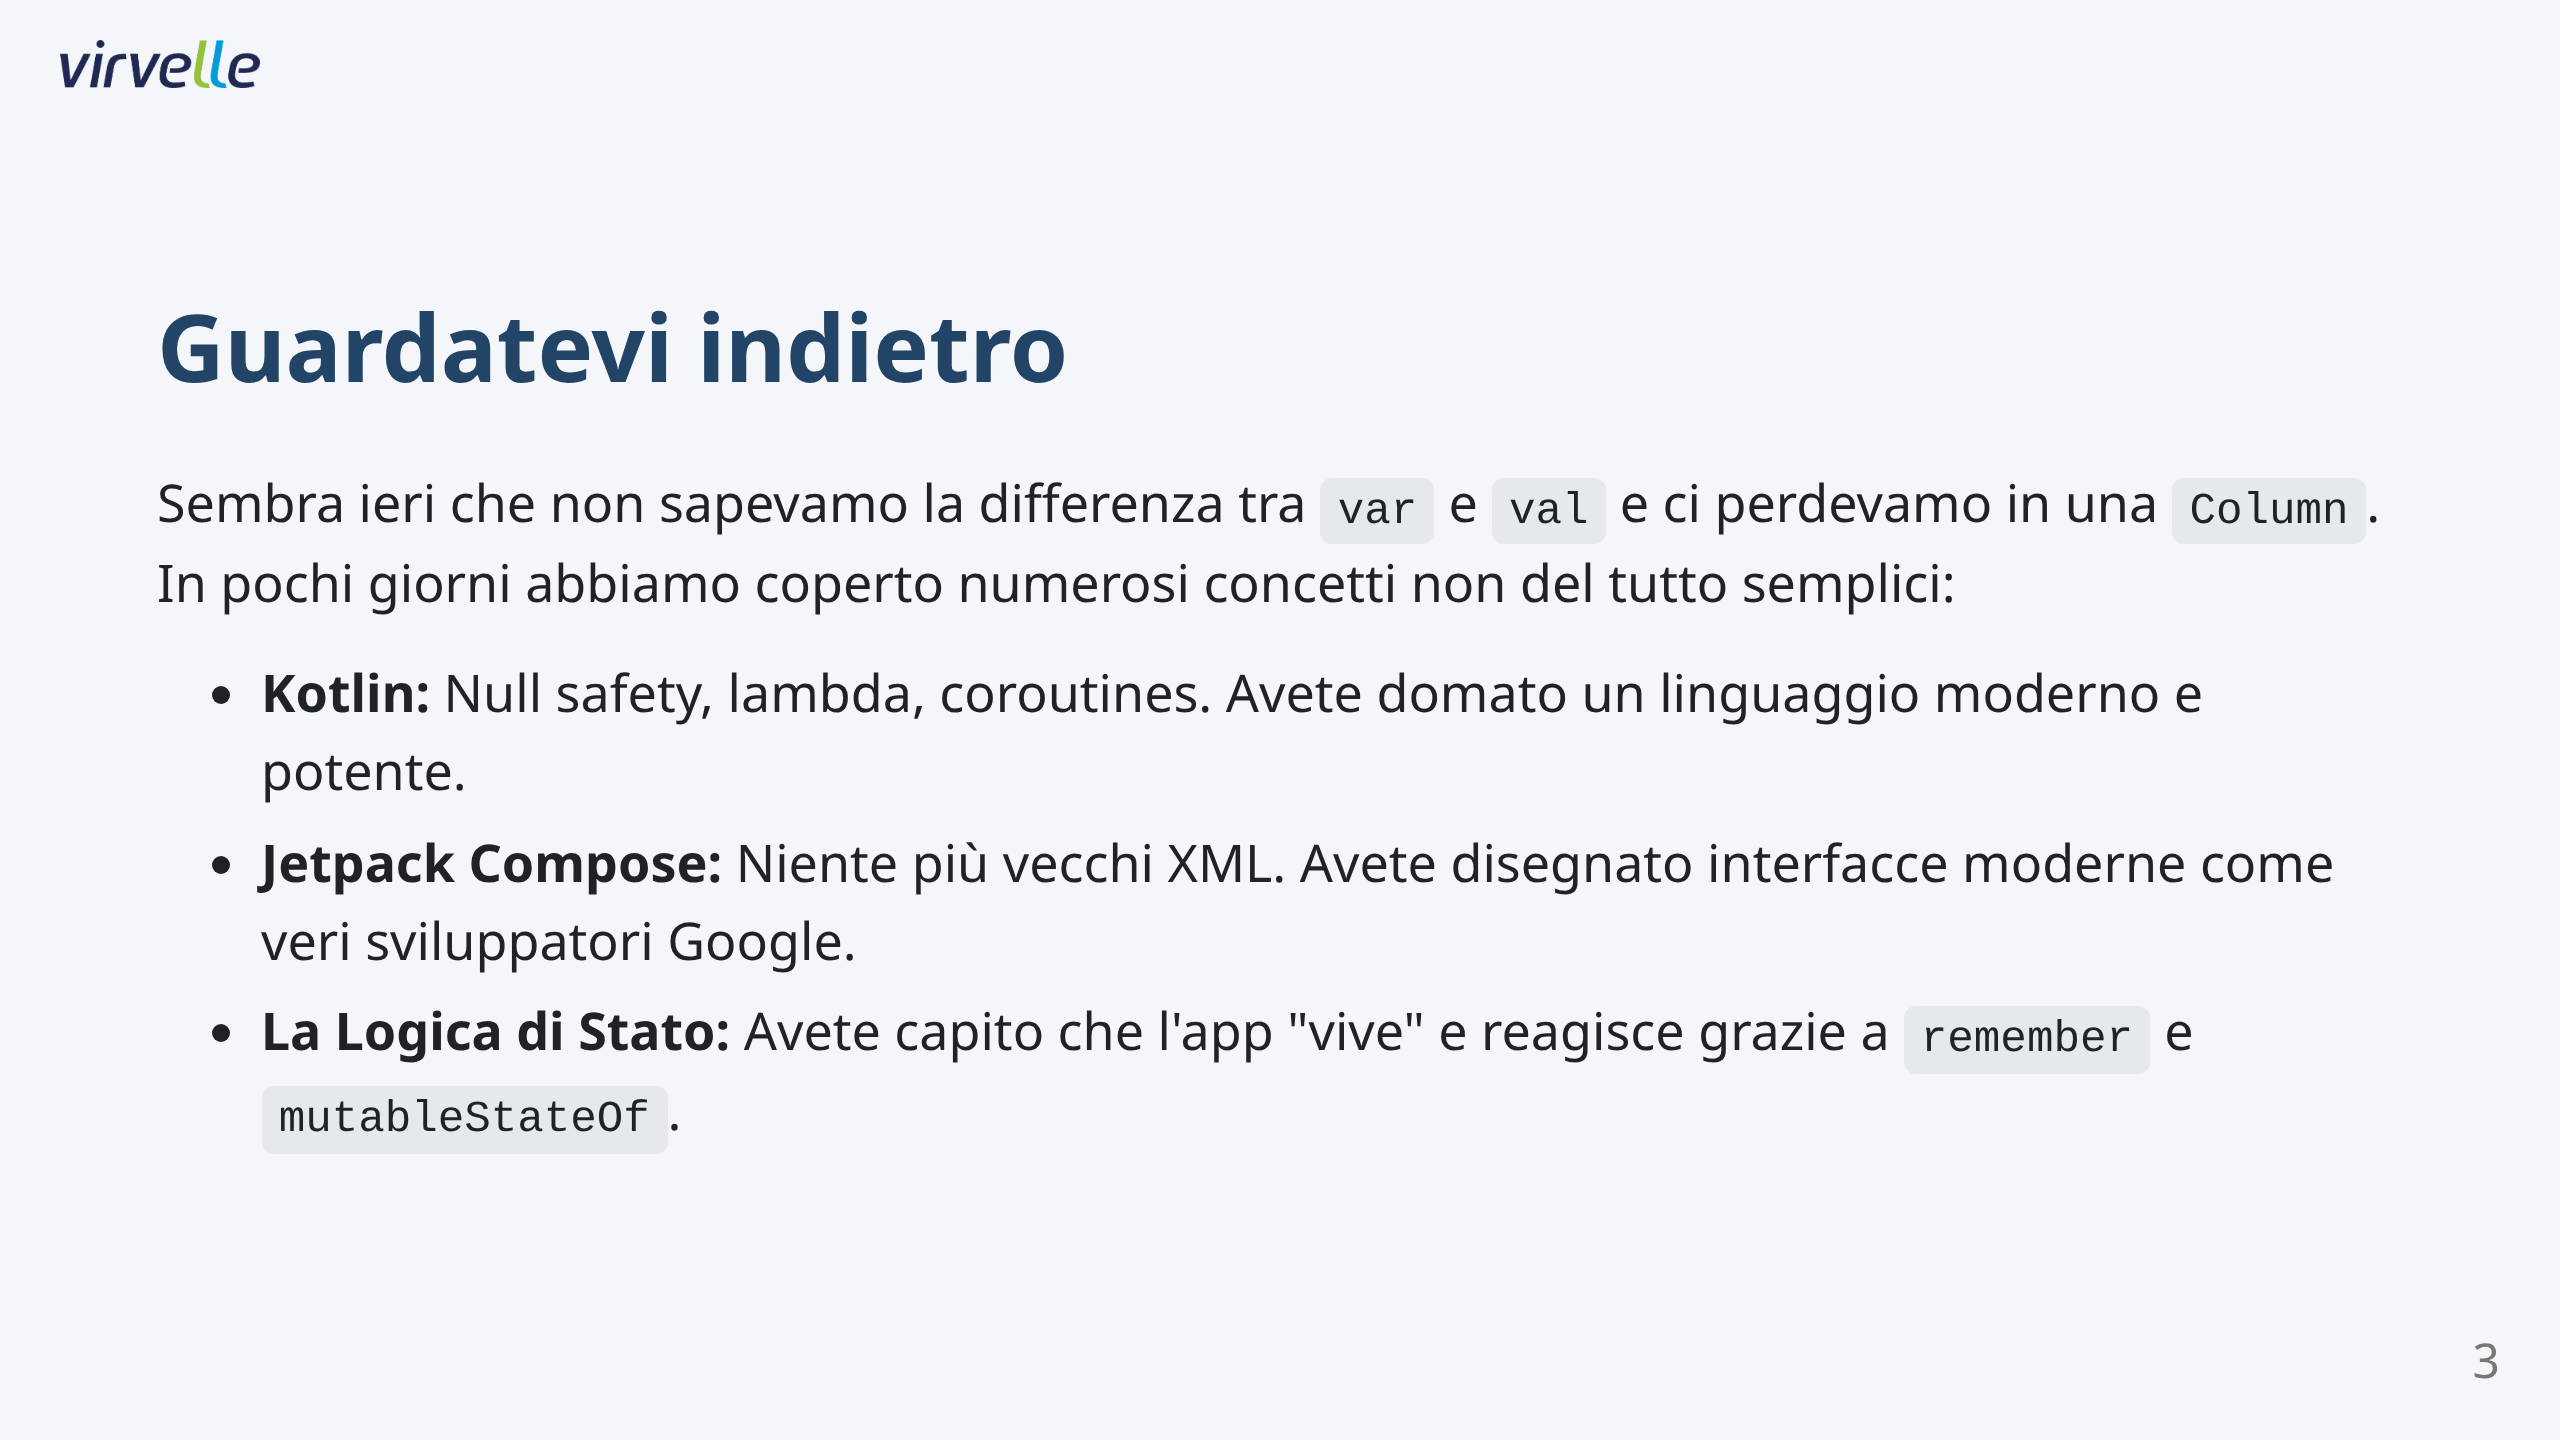 virvelle
Guardatevi indietro
Sembra ieri che non sapevamo la differenza tra var e val e ci perdevamo in una Column.
In pochi giorni abbiamo coperto numerosi concetti non del tutto semplici:
• Kotlin: Null safety, lambda, coroutines. Avete domato un linguaggio moderno e
potente.
• Jetpack Compose: Niente più vecchi XML. Avete disegnato interfacce moderne come
veri sviluppatori Google.
• La Logica di Stato: Avete capito che l'app "vive" e reagisce grazie a remember e
mutableStateOf.
3